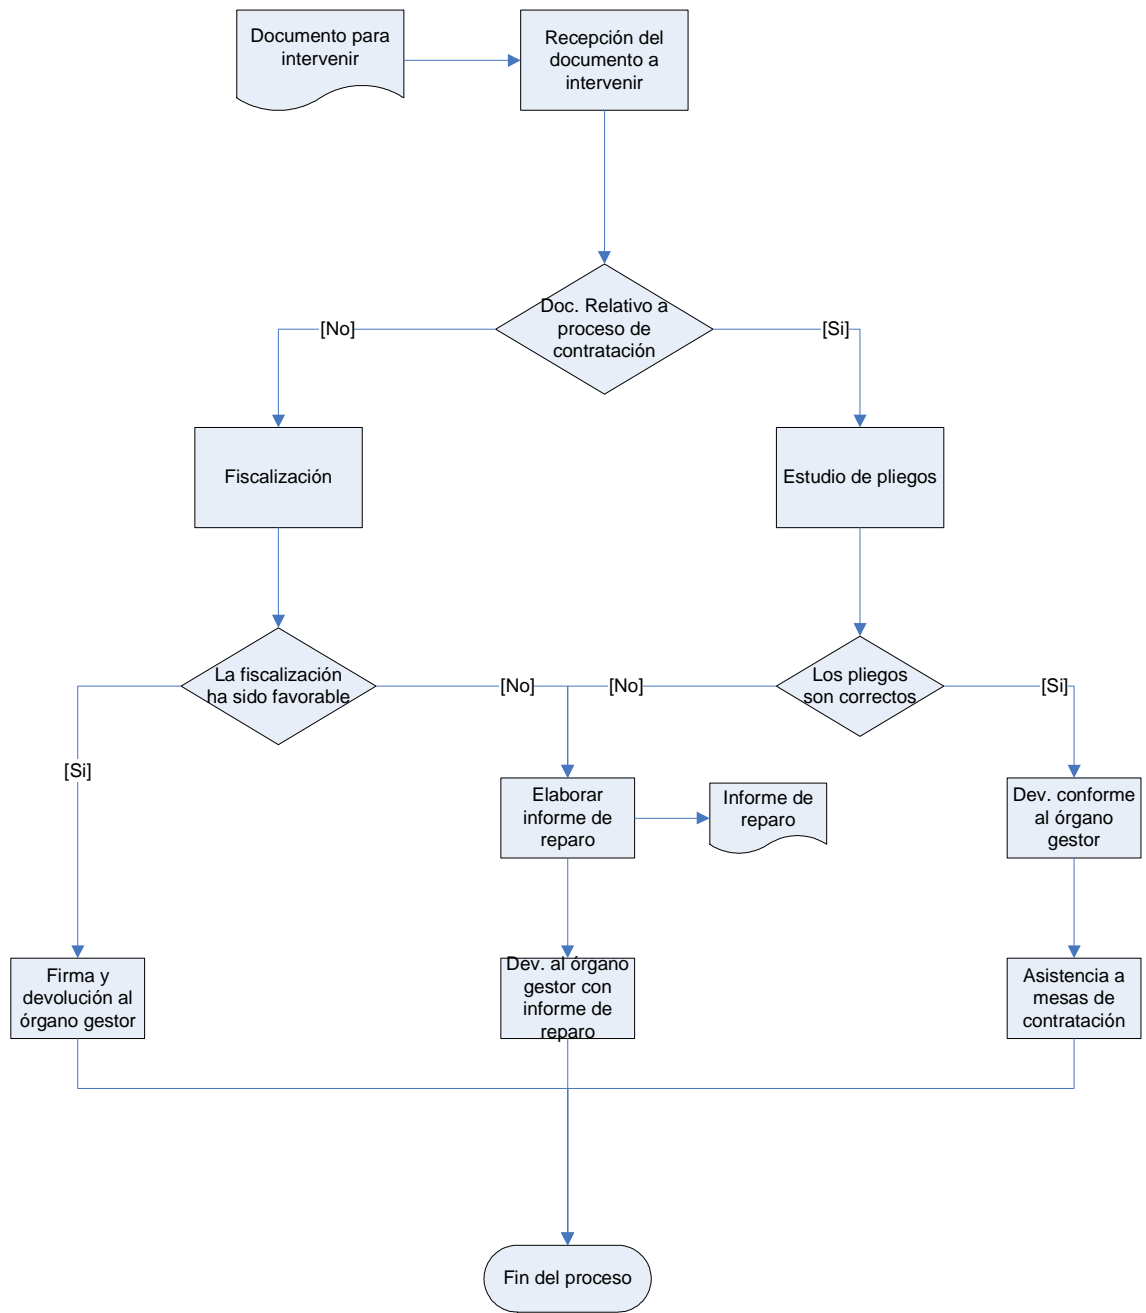 Documento para
intervenir
Recepción del
documento a
intervenir
Doc. Relativo a
proceso de
contratación
[No]
[Si]
Fiscalización
Estudio de pliegos
La fiscalización
ha sido favorable
[No]
[No]
Los pliegos
son correctos
[Si]
[Si]
Elaborar
informe de
reparo
Informe de
reparo
Dev. conforme
al órgano
gestor
Firma y
devolución al
órgano gestor
Dev. al órgano
gestor con
informe de
reparo
Asistencia a
mesas de
contratación
Fin del proceso